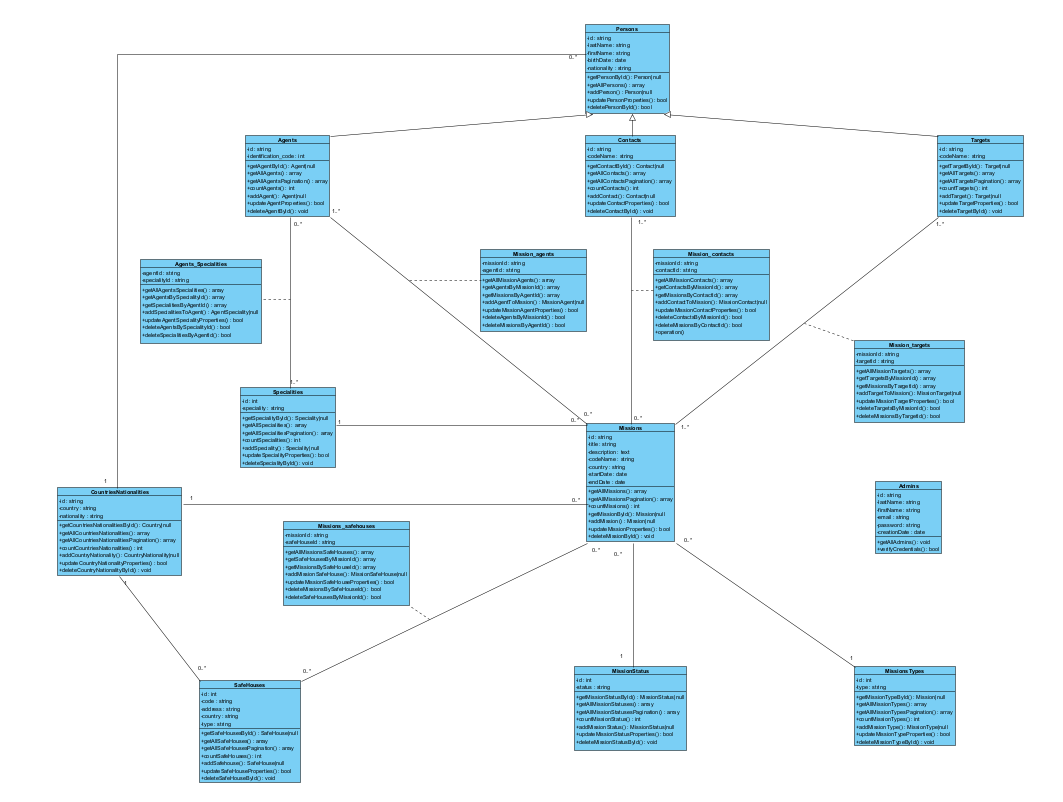 Persons
-id : string
-lastName : string
-firstName : string
-birthDate : date
-nationality : string
+getPersonById() : Person|null
+getAllPersons() : array
+addPerson() : Person|null
+updatePersonProperties() : bool
+deletePersonById() : bool
0..*
Agents
-id : string
-identification_code : int
+getAgentById() : Agent|null
+getAllAgents() : array
+getAllAgentsPagination() : array
+countAgents() : int
+addAgent() : Agent|null
+updateAgentProperties() : bool
+deleteAgentById() : void
1..*
0..*
Contacts
-id : string
-codeName : string
+getContactById() : Contact|null
+getAllContacts() : array
+getAllContactsPagination() : array
+countContacts() : int
+addContact() : Contact|null
+updateContactProperties() : bool
+deleteContactById() : void
1..*
Targets
-id : string
-codeName : string
+getTargetById() : Target|null
+getAllTargets() : array
+getAllTargetsPagination() : array
+countTargets() : int
+addTarget() : Target|null
+updateTargetProperties() : bool
+deleteTargetById() : void
1..*
Agents_Specialities
-agentId : string
-specialityId : string
+getAllAgentsSpecialities() : array
+getAgentsBySpecialityId() : array
+getSpecialitiesByAgentId() : array
+addSpecialitiesToAgent() : AgentSpeciality|null
+updateAgentSpecialityProperties() : bool
+deleteAgentsBySpecialityId() : bool
+deleteSpecialitiesByAgentId() : bool
Mission_agents
-missionId : string
-agentId : string
+getAllMissionAgents() : array
+getAgentsByMissionId() : array
+getMissionsByAgentId() : array
+addAgentToMission() : MissionAgent|null
+updateMissionAgentProperties() : bool
+deleteAgentsByMissionId() : bool
+deleteMissionsByAgentId() : bool
Mission_contacts
-missionId : string
-contactId : string
+getAllMissionContacts() : array
+getContactsByMissionId() : array
+getMissionsByContactId() : array
+addContactToMission() : MissionContact|null
+updateMissionContactProperties() : bool
+deleteContactsByMissionId() : bool
+deleteMissionsByContactId() : bool
+operation()
Mission_targets
-missionId : string
-targetId : string
+getAllMissionTargets() : array
+getTargetsByMissionId() : array
+getMissionsByTargetId() : array
+addTargetToMission() : MissionTarget|null
+updateMissionTargetProperties() : bool
+deleteTargetsByMissionId() : bool
+deleteMissionsByTargetId() : bool
1..*
Specialities
-id : int
-speciality : string
+getSpecialityById() : Speciality|null
+getAllSpecialities() : array
+getAllSpecialitiesPagination() : array
+countSpecialities() : int
+addSpeciality() : Speciality|null
+updateSpecialityProperties() : bool
+deleteSpecialityById() : void
1
0..*
0..*
0..*
1..*
Missions
-id : string
-title : string
-description : text
-codeName : string
-country : string
-startDate : date
-endDate : date
+getAllMissions() : array
+getAllMissionsPagination() : array
+countMissions() : int
+getMissionById() : Mission|null
+addMission() : Mission|null
+updateMissionProperties() : bool
+deleteMissionById() : void
0..*
0..*
0..*
0..*
Admins
-id : string
-lastName : string
-firstName : string
-email : string
-password : string
-creationDate : date
+getAllAdmins() : void
+verifyCredentials() : bool
1
CountriesNationalities
-id : string
-country : string
-nationality : string
+getCountriesNationalitiesById() : Country|null
+getAllCountriesNationalities() : array
+getAllCountriesNationalitiesPagination() : array
+countCountriesNationalities() : int
+addCountryNationality() : CountryNationality|null
+updateCountryNationalityProperties() : bool
+deleteCountryNationalityById() : void
1
1
Missions_safehouses
-missionId : string
-safeHouseId : string
+getAllMissionsSafeHouses() : array
+getSafeHousesByMissionId() : array
+getMissionsBySafeHouseId() : array
+addMissionSafeHouse() : MissionSafeHouse|null
+updateMissionSafeHouseProperties() : bool
+deleteMissionsBySafeHouseId() : bool
+deleteSafeHousesByMissionId() : bool
0..*
0..*
1
1
SafeHouses
-id : int
-code : string
-address : string
-country : string
-type : string
+getSafeHousesById() : SafeHouse|null
+getAllSafeHouses() : array
+getAllSafeHousesPagination() : array
+countSafeHouses() : int
+addSafehouse() : SafeHouse|null
+updateSafeHouseProperties() : bool
+deleteSafeHouseById() : void
MissionStatus
-id : int
-status : string
+getMissionStatusById() : MissionStatus|null
+getAllMissionStatuses() : array
+getAllMissionStatusesPagination() : array
+countMissionStatus() : int
+addMissionStatus() : MissionStatus|null
+updateMissionStatusProperties() : bool
+deleteMissionStatusById() : void
MissionsTypes
-id : int
-type : string
+getMissionTypeById() : Mission|null
+getAllMissionTypes() : array
+getAllMissionTypesPagination() : array
+countMissionTypes() : int
+addMissionType() : MissionType|null
+updateMissionTypeProperties() : bool
+deleteMissionTypeById() : void